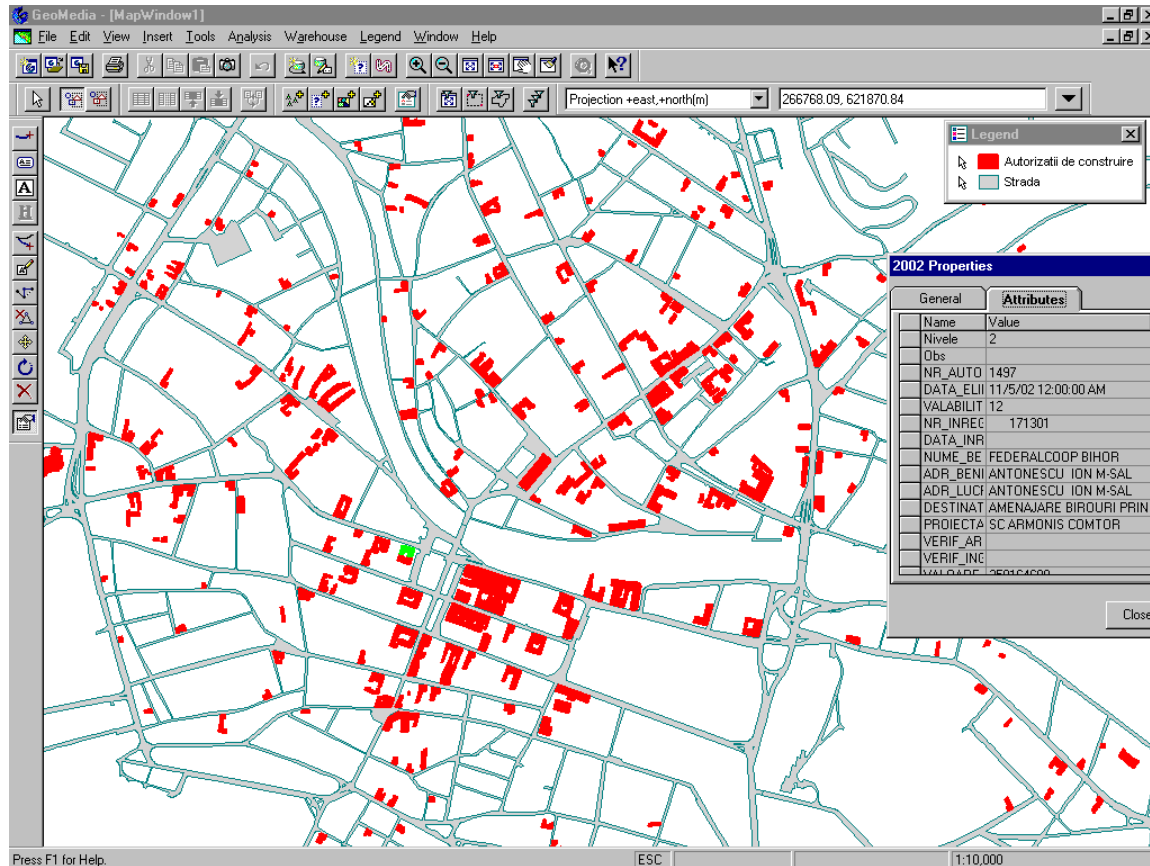 GeoMedia - [MapWindow1]
File Edit View Insert Tools Analysis Warehouse Legend Window Help
Projection +east,+north(m) 266768.09, 621870.84
A
H
Legend
Autorizatii de construire
Strada
2002 Properties
General Attributes
Name Value
Nivele 2
Obs
NR_AUTO 1497
DATA_ELII 11/5/02 12:00:00 AM
VALABILIT 12
NR_INREG 171301
DATA_INR
NUME_BE FEDERALCOOP BIHOR
ADR_BENI ANTONESCU ION M-SAL
ADR_LUCF ANTONESCU ION M-SAL
DESTINAT AMENAJARE BIROURI PRIN
PROIECTA SC ARMONIS COMTOR
VERIF_AR
VERIF_ING
Close
Press F1 for Help. ESC 1:10,000